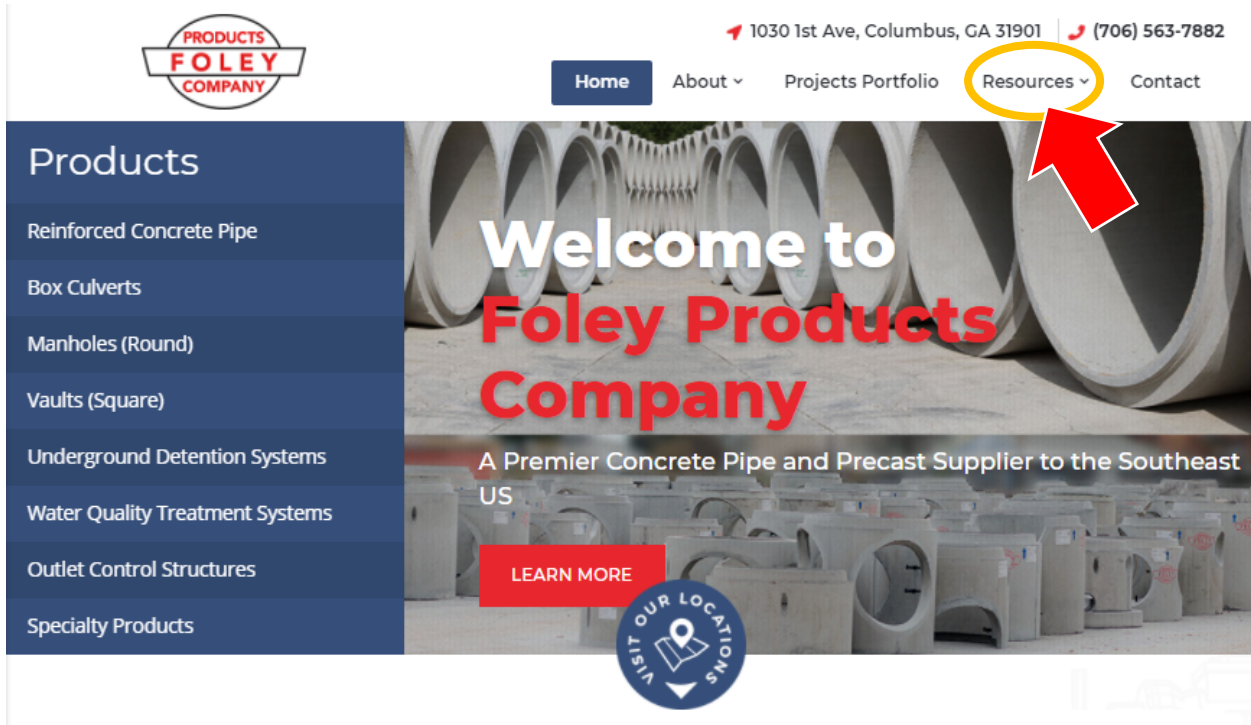 PRODUCTS
FOLEY
COMPANY
1030 1st Ave, Columbus, GA 31901
(706) 563-7882
Home
About
Projects Portfolio
Resources
Contact
Products
Reinforced Concrete Pipe
Box Culverts
Manholes (Round)
Vaults (Square)
Underground Detention Systems
Water Quality Treatment Systems
Outlet Control Structures
Specialty Products
Welcome to
Foley Products
Company
A Premier Concrete Pipe and Precast Supplier to the Southeast
US
LEARN MORE
VISIT OUR LOCATIONS